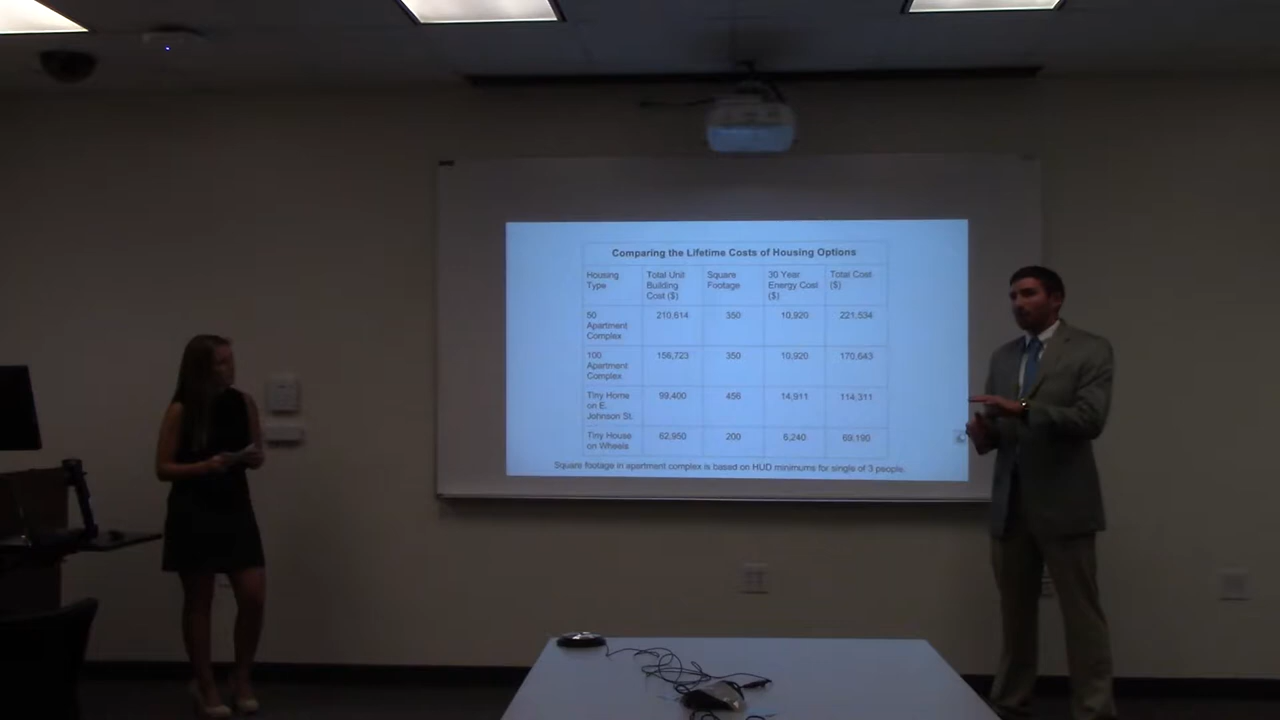 Comparing the Lifetime Costs of Housing Options
Housing Type Total Unit Building Cost ($) Square Footage 30 Year Energy Cost ($) Total Cost ($)
50 Apartment Complex 210,614 350 10,920 221,534
100 Apartment Complex 156,723 350 10,920 170,643
Tiny Home on E. Johnson St. 99,400 456 14,911 114,311
Tiny House on Wheels 62,950 200 6,240 69,190
Square footage in apartment complex is based on HUD minimums for single of 3 people.